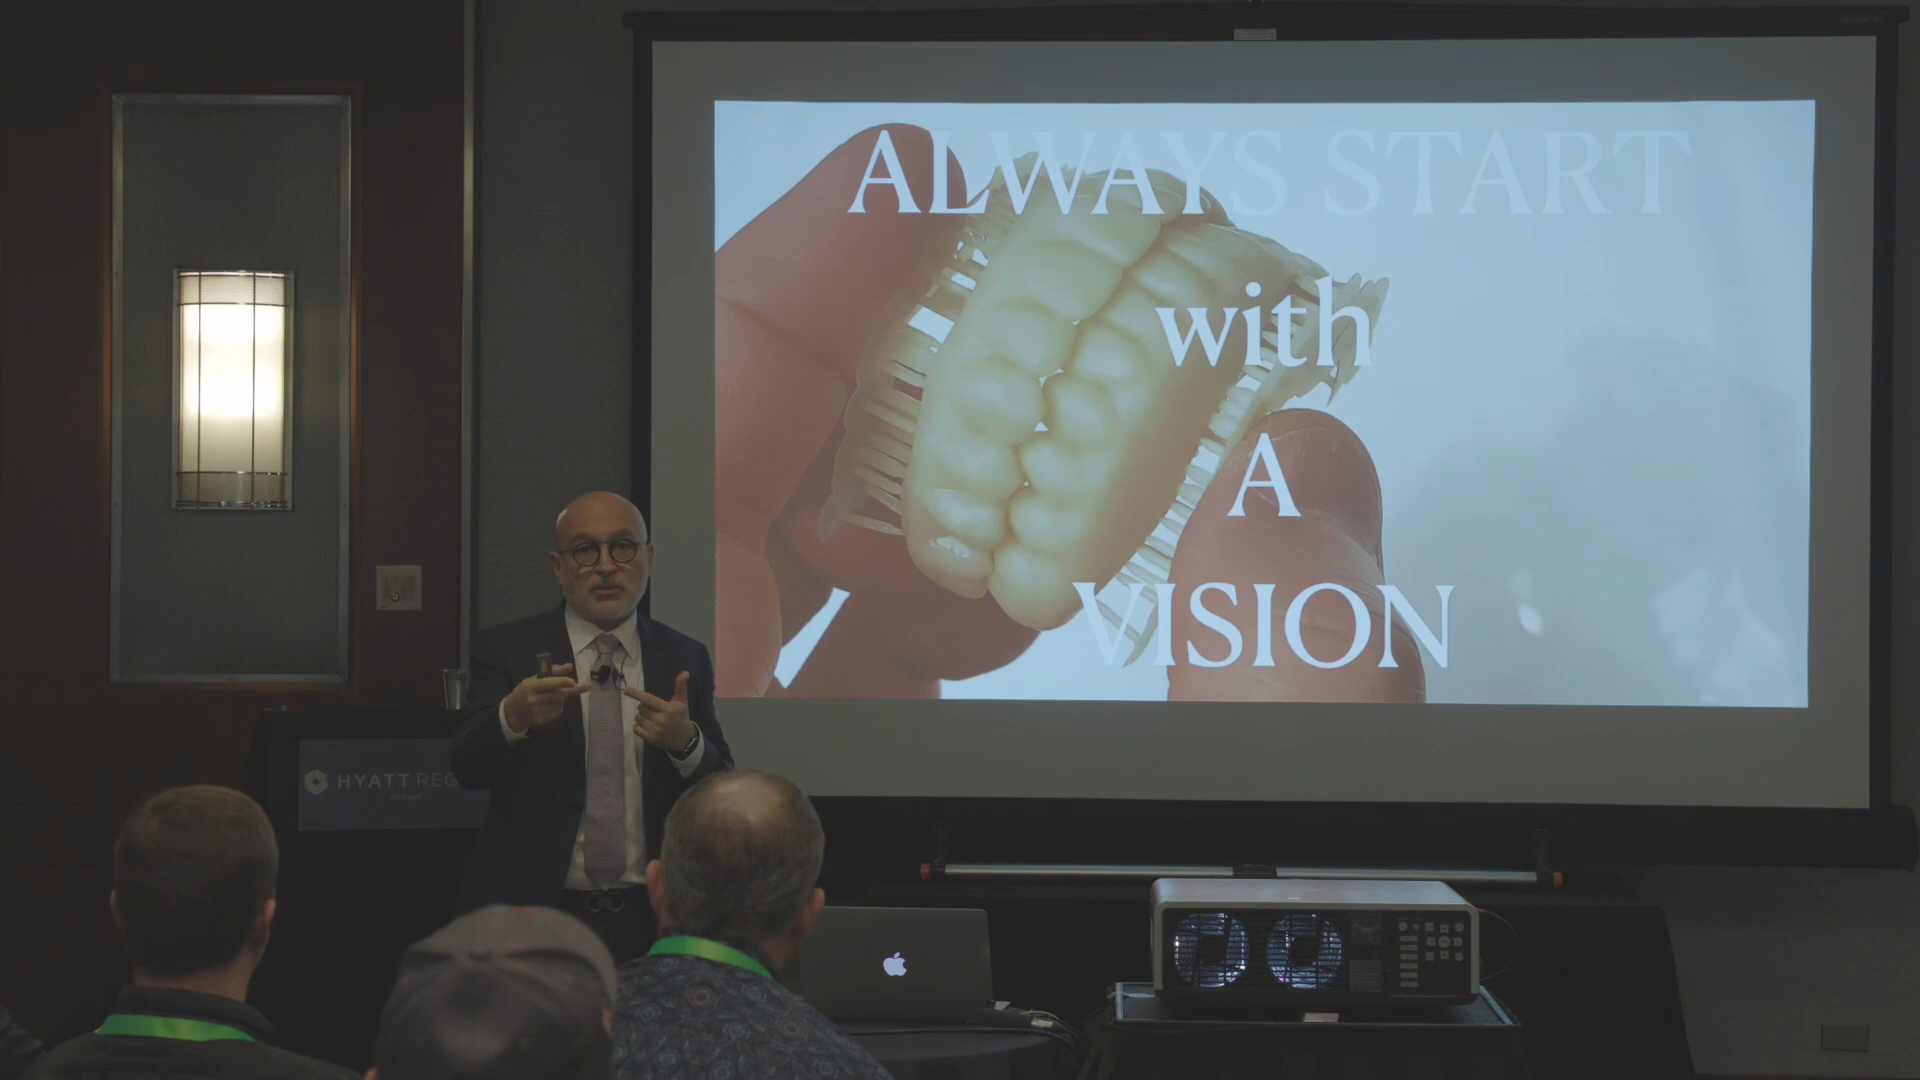 ALWAYS START
with
A
VISION
HYATT REG